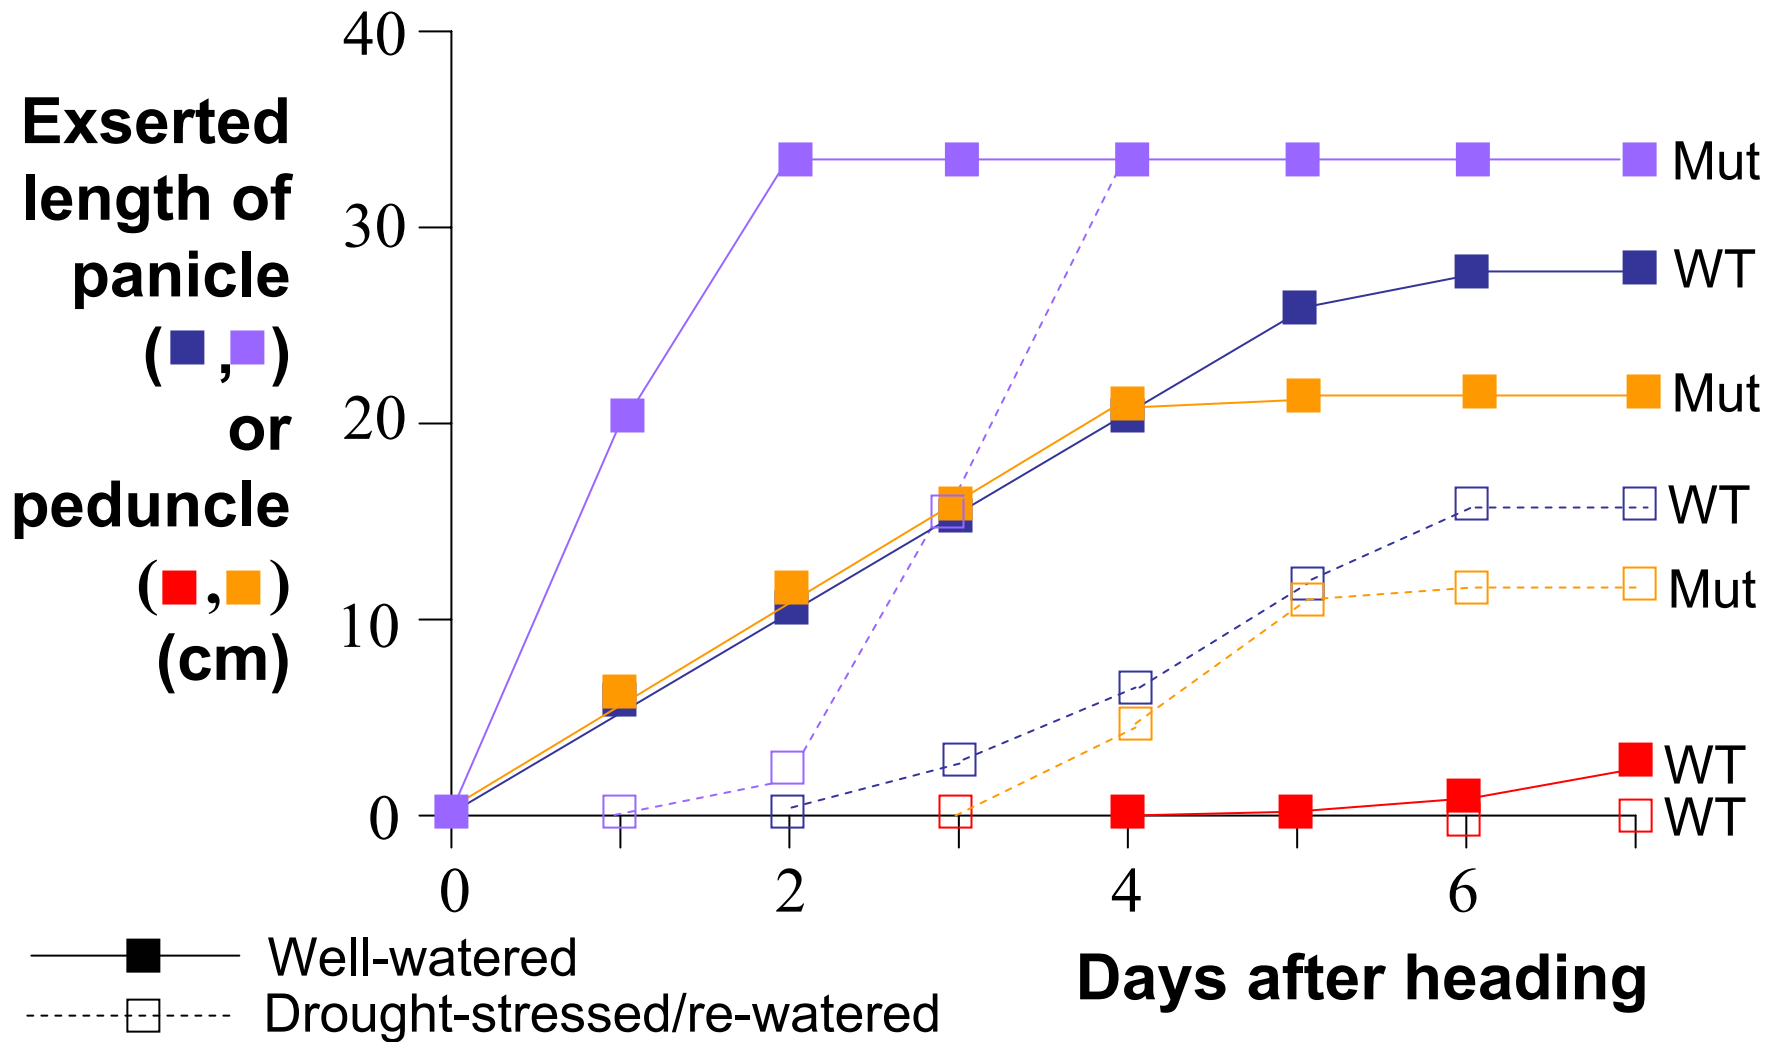 40
30
20
10
0
Exserted
length of
panicle
( , )
or
peduncle
( , )
(cm)
Mut
WT
Mut
WT
Mut
WT
WT
0 2 4 6
Days after heading
Well-watered
Drought-stressed/re-watered